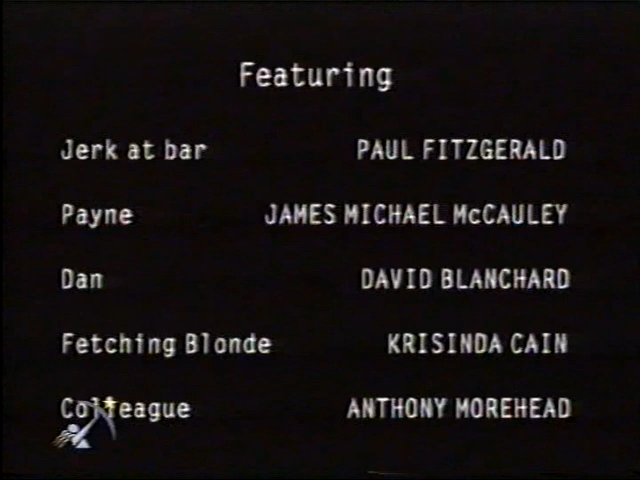 Featuring
Jerk at bar PAUL FITZGERALD
Payne JAMES MICHAEL McCAULEY
Dan DAVID BLANCHARD
Fetching Blonde KRISINDA CAIN
Colleague ANTHONY MOREHEAD